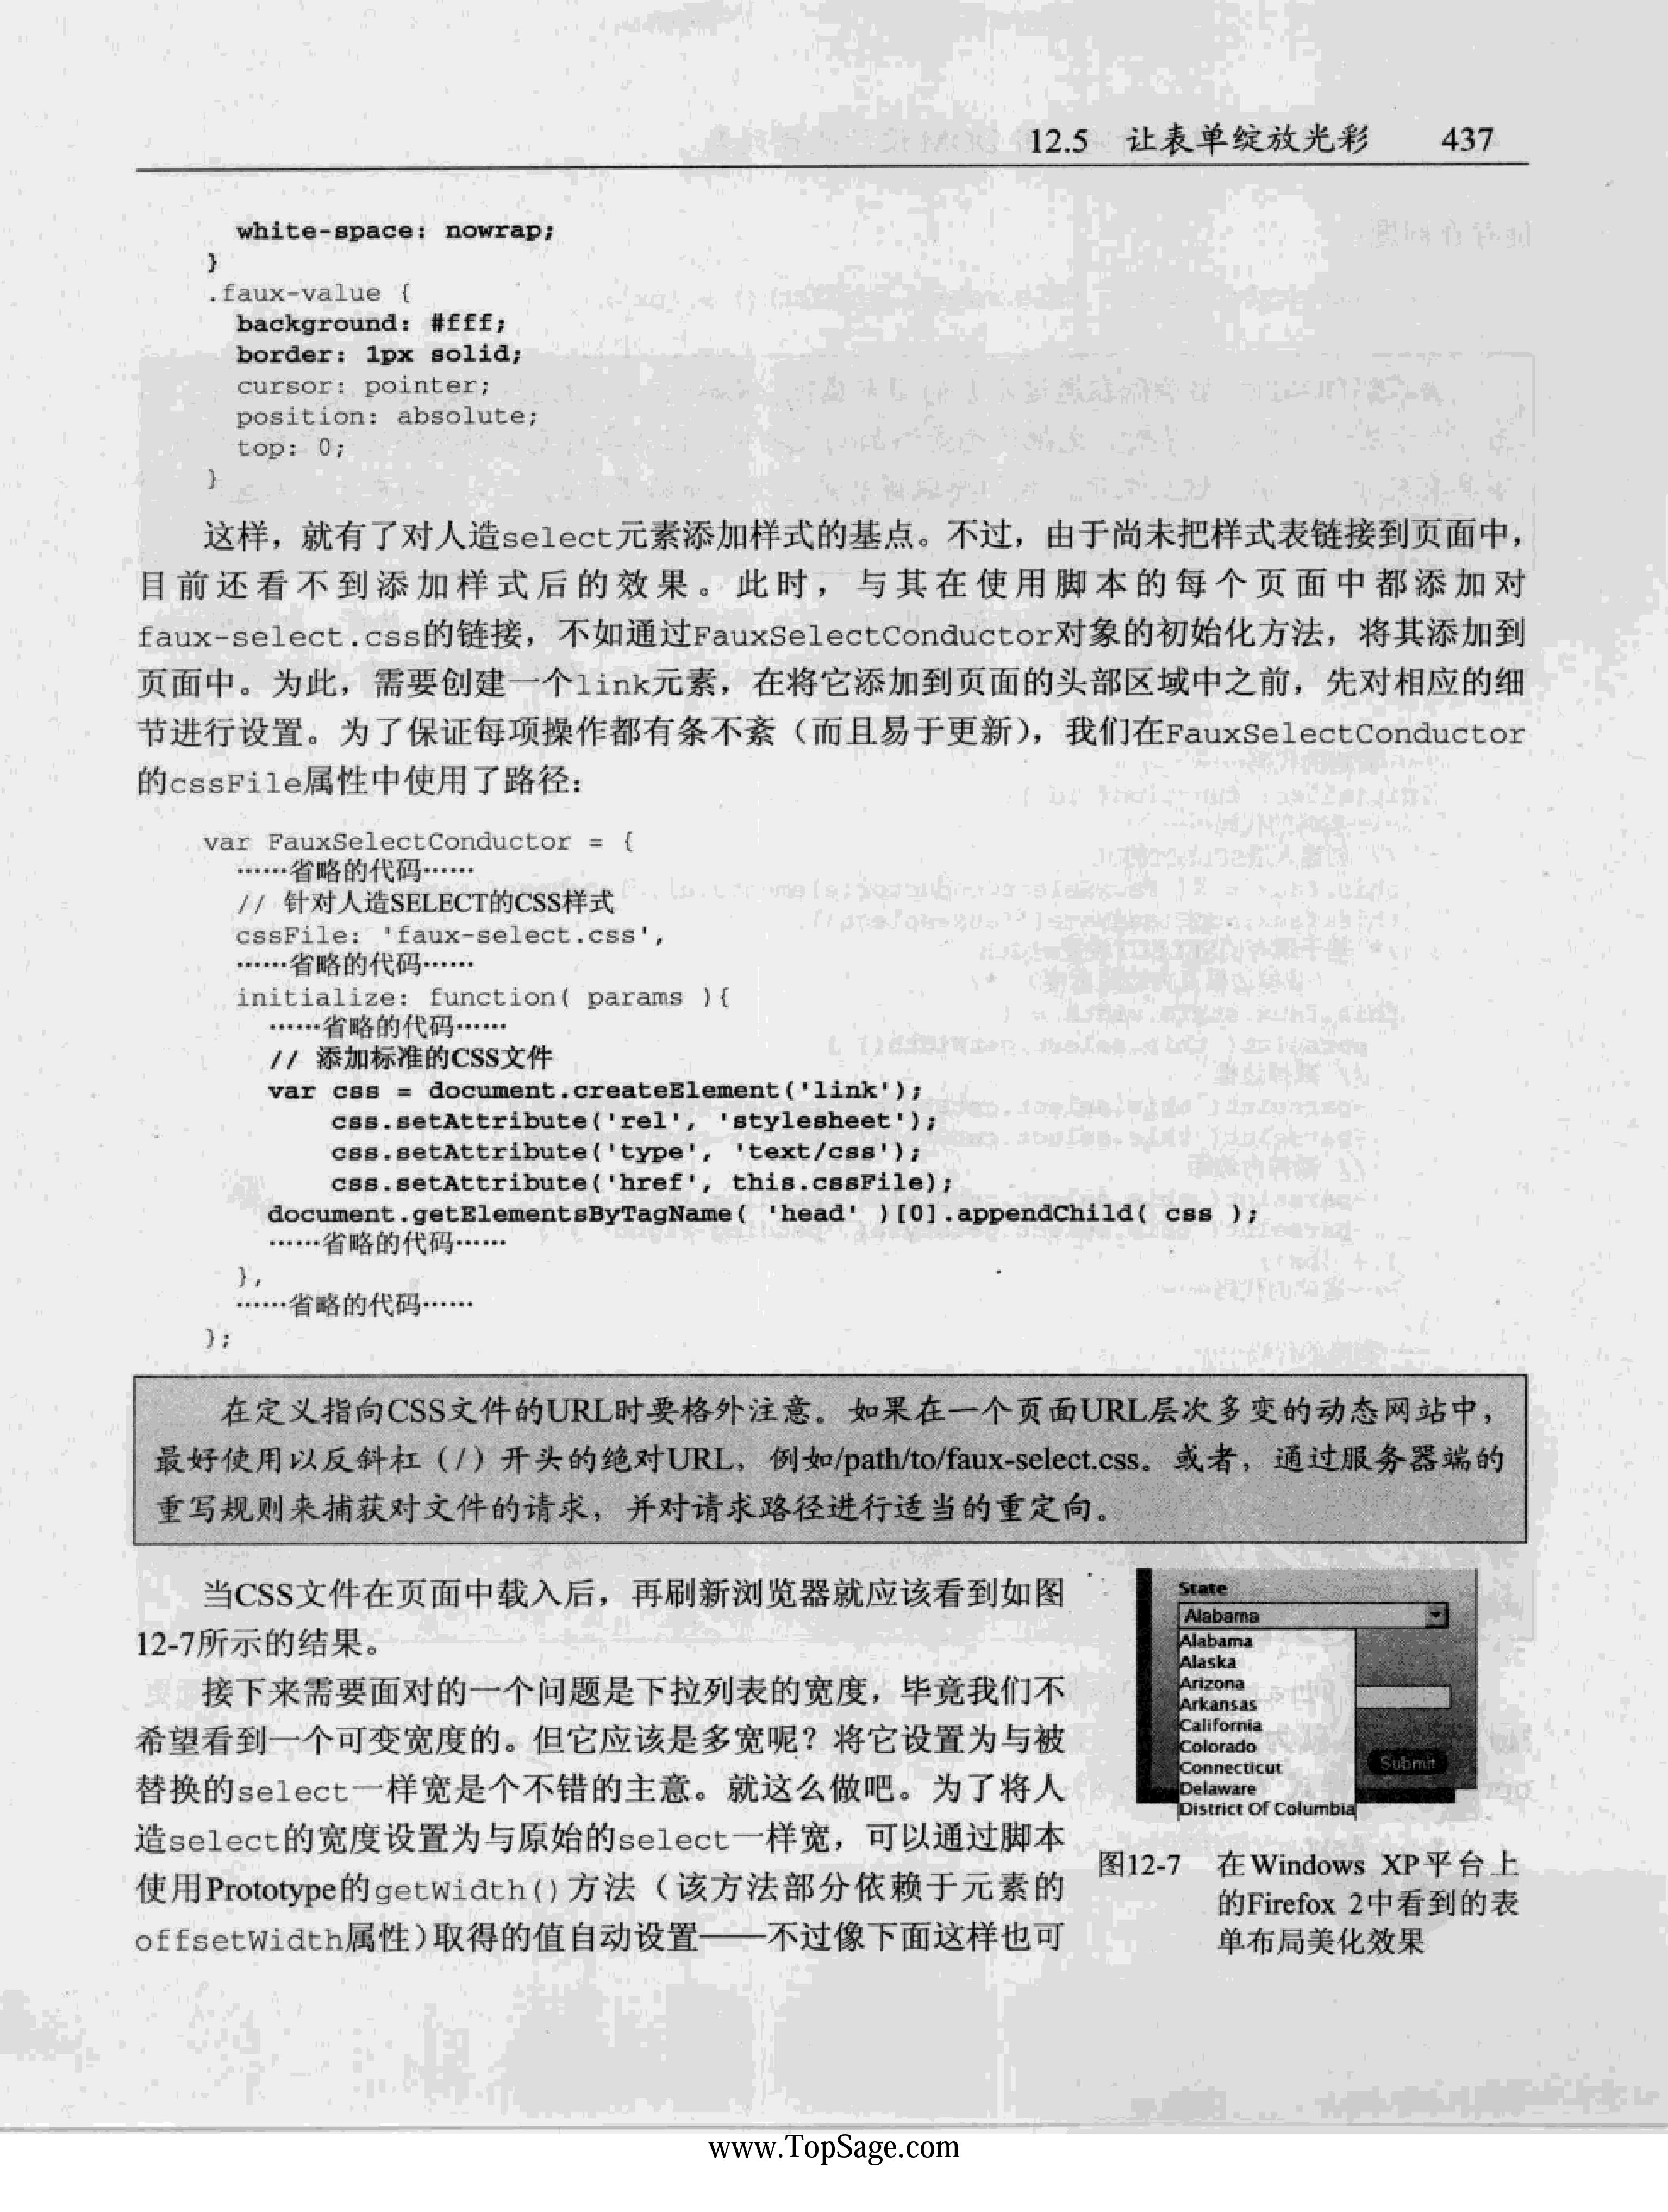 12.5 让表单绽放光彩 437
white-space: nowrap;
}
.faux-value {
background: #fff;
border: 1px solid;
cursor: pointer;
position: absolute;
top: 0;
}
这样，就有了对人造select元素添加样式的基点。不过，由于尚未把样式表链接到页面中，
目前还看不到添加样式后的效果。此时，与其在使用脚本的每个页面中都添加对
faux-select.css的链接，不如通过FauxSelectConductor对象的初始化方法，将其添加到
页面中。为此，需要创建一个link元素，在将它添加到页面的头部区域中之前，先对相应的细
节进行设置。为了保证每项操作都有条不紊（而且易于更新），我们在FauxSelectConductor
的cssFile属性中使用了路径：
var FauxSelectConductor = {
……省略的代码……
// 针对人造SELECT的CSS样式
cssFile: 'faux-select.css',
……省略的代码……
initialize: function( params ){
……省略的代码……
// 添加标准的CSS文件
var css = document.createElement('link');
css.setAttribute('rel', 'stylesheet');
css.setAttribute('type', 'text/css');
css.setAttribute('href', this.cssFile);
document.getElementsByTagName( 'head' )[0].appendChild( css );
……省略的代码……
},
……省略的代码……
};
在定义指向CSS文件的URL时要格外注意。如果在一个页面URL层次多变的动态网站中，
最好使用以反斜杠（/）开头的绝对URL，例如/path/to/faux-select.css。或者，通过服务器端的
重写规则来捕获对文件的请求，并对请求路径进行适当的重定向。
当CSS文件在页面中载入后，再刷新浏览器就应该看到如图
12-7所示的结果。
接下来需要面对的一个问题是下拉列表的宽度，毕竟我们不
希望看到一个可变宽度的。但它应该是多宽呢？将它设置为与被
替换的select一样宽是个不错的主意。就这么做吧。为了将人
造select的宽度设置为与原始的select一样宽，可以通过脚本
使用Prototype的getWidth()方法（该方法部分依赖于元素的
offsetWidth属性）取得的值自动设置——不过像下面这样也可
State
Alabama
Alabama
Alaska
Arizona
Arkansas
California
Colorado
Connecticut
Submit
Delaware
District Of Columbia
图12-7 在Windows XP平台上
的Firefox 2中看到的表
单布局美化效果
www.TopSage.com